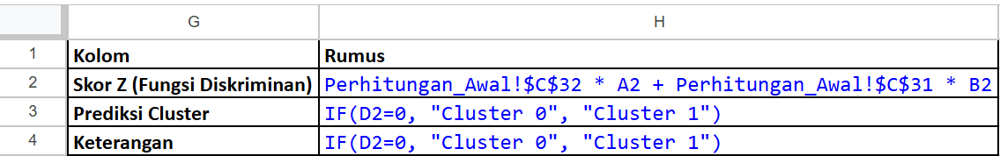 G H
1 Kolom Rumus
2 Skor Z (Fungsi Diskriminan) Perhitungan_Awal!$C$32 * A2 + Perhitungan_Awal!$C$31 * B2
3 Prediksi Cluster IF(D2=0, "Cluster 0", "Cluster 1")
4 Keterangan IF(D2=0, "Cluster 0", "Cluster 1")